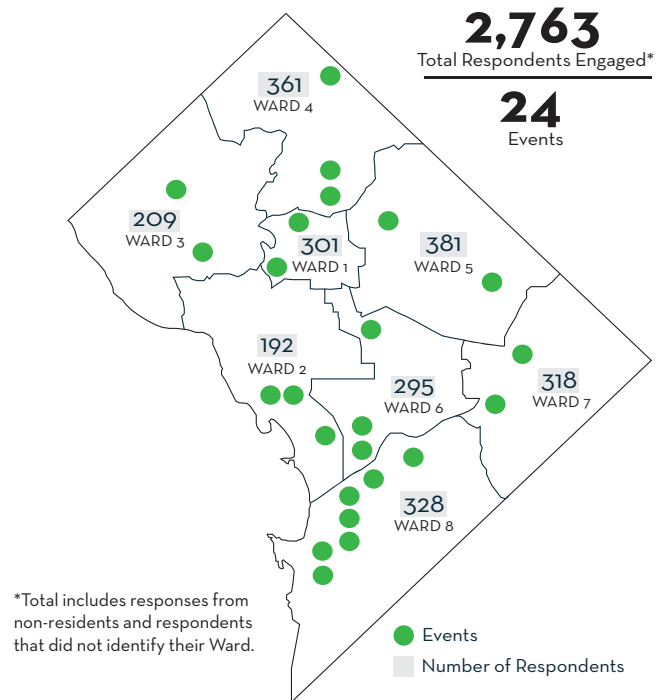 2,763
Total Respondents Engaged*
24
Events
361
WARD 4
209
WARD 3
301
WARD 1
381
WARD 5
192
WARD 2
295
WARD 6
318
WARD 7
328
WARD 8
*Total includes responses from
non-residents and respondents
that did not identify their Ward.
Events
Number of Respondents